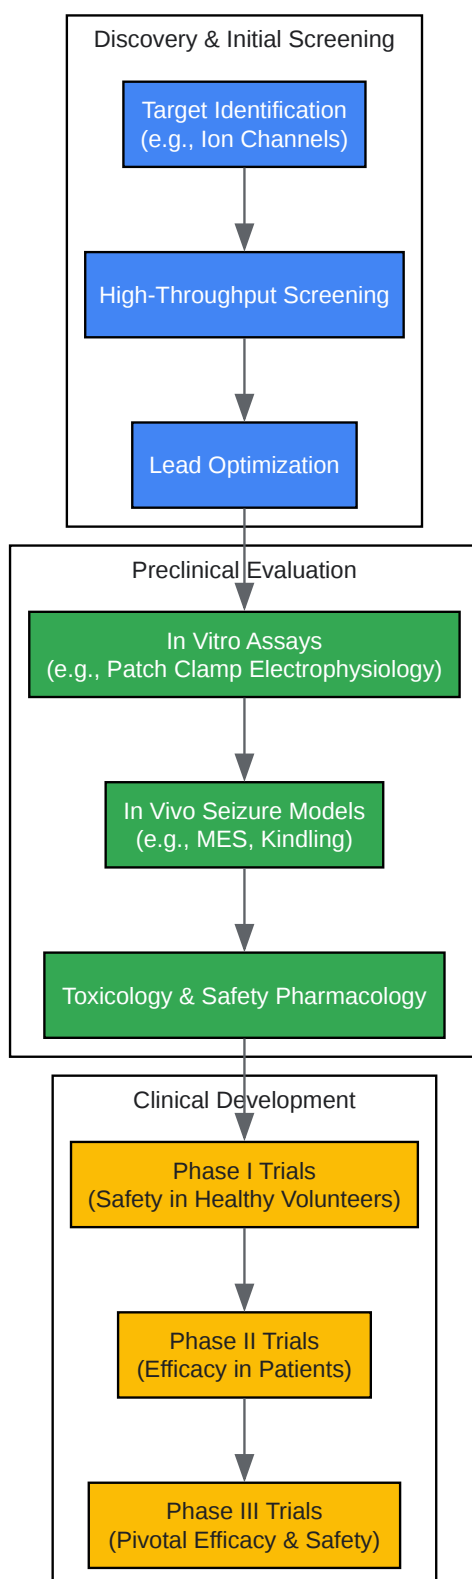 Discovery & Initial Screening
Target Identification
(e.g., Ion Channels)
High-Throughput Screening
Lead Optimization
Preclinical Evaluation
In Vitro Assays
(e.g., Patch Clamp Electrophysiology)
In Vivo Seizure Models
(e.g., MES, Kindling)
Toxicology & Safety Pharmacology
Clinical Development
Phase I Trials
(Safety in Healthy Volunteers)
Phase II Trials
(Efficacy in Patients)
Phase III Trials
(Pivotal Efficacy & Safety)